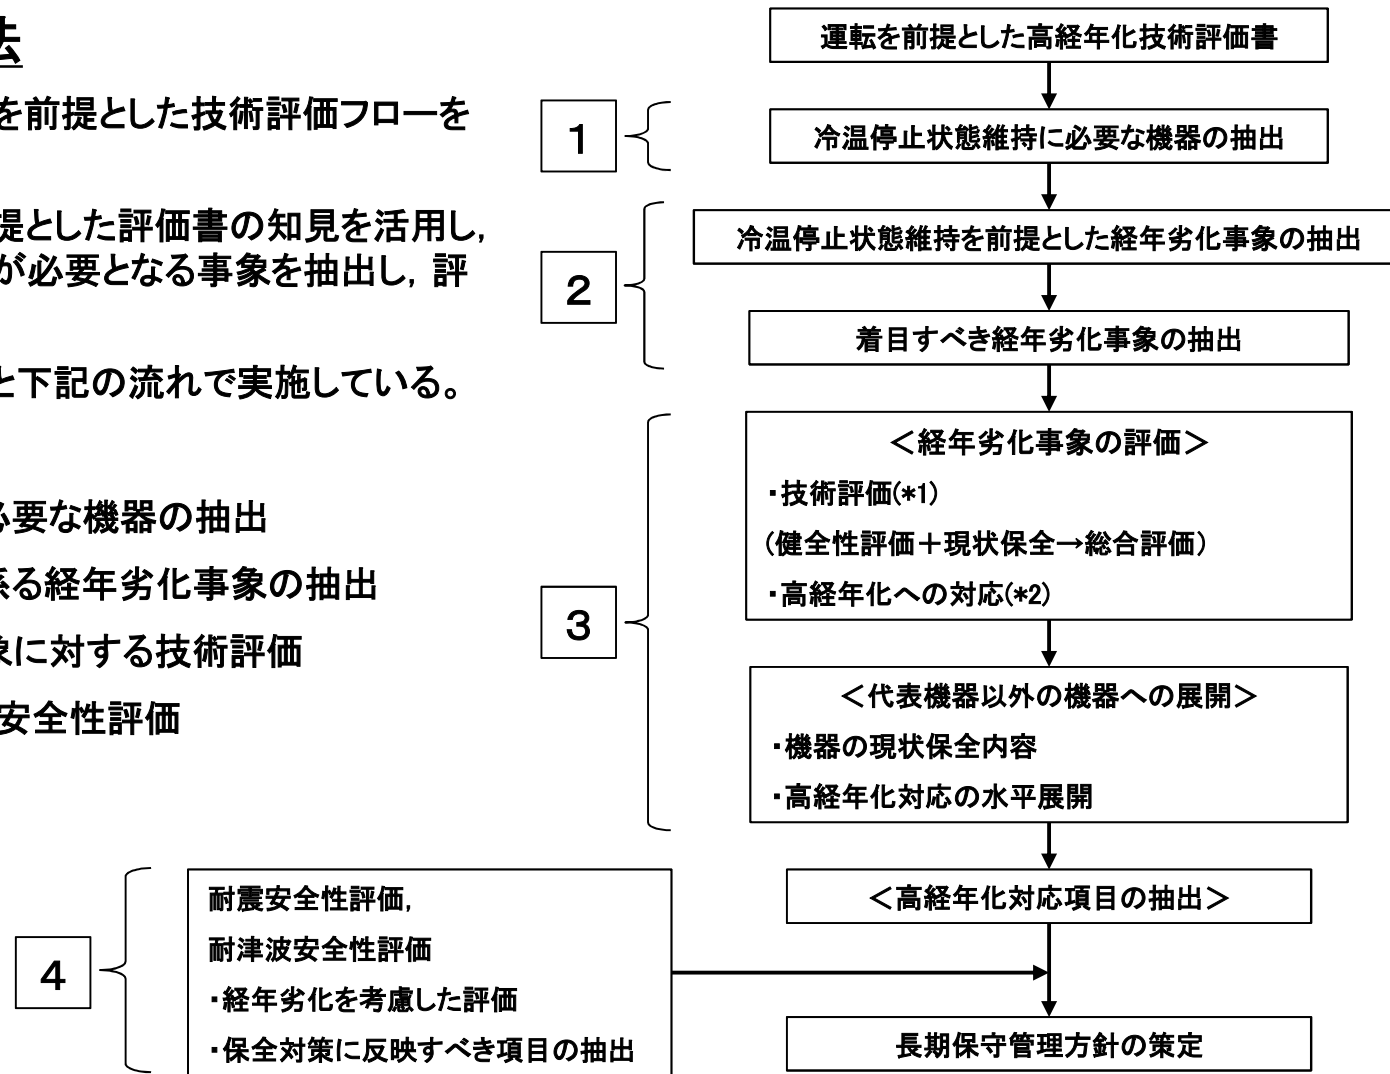 法
を前提とした技術評価フローを
提とした評価書の知見を活用し,
が必要となる事象を抽出し, 評
と下記の流れで実施している。
必要な機器の抽出
係る経年劣化事象の抽出
象に対する技術評価
安全性評価
運転を前提とした高経年化技術評価書
1
冷温停止状態維持に必要な機器の抽出
2
冷温停止状態維持を前提とした経年劣化事象の抽出
着目すべき経年劣化事象の抽出
3
＜経年劣化事象の評価＞
・技術評価(*1)
(健全性評価＋現状保全→総合評価)
・高経年化への対応(*2)
＜代表機器以外の機器への展開＞
・機器の現状保全内容
・高経年化対応の水平展開
＜高経年化対応項目の抽出＞
4
耐震安全性評価,
耐津波安全性評価
・経年劣化を考慮した評価
・保全対策に反映すべき項目の抽出
長期保守管理方針の策定